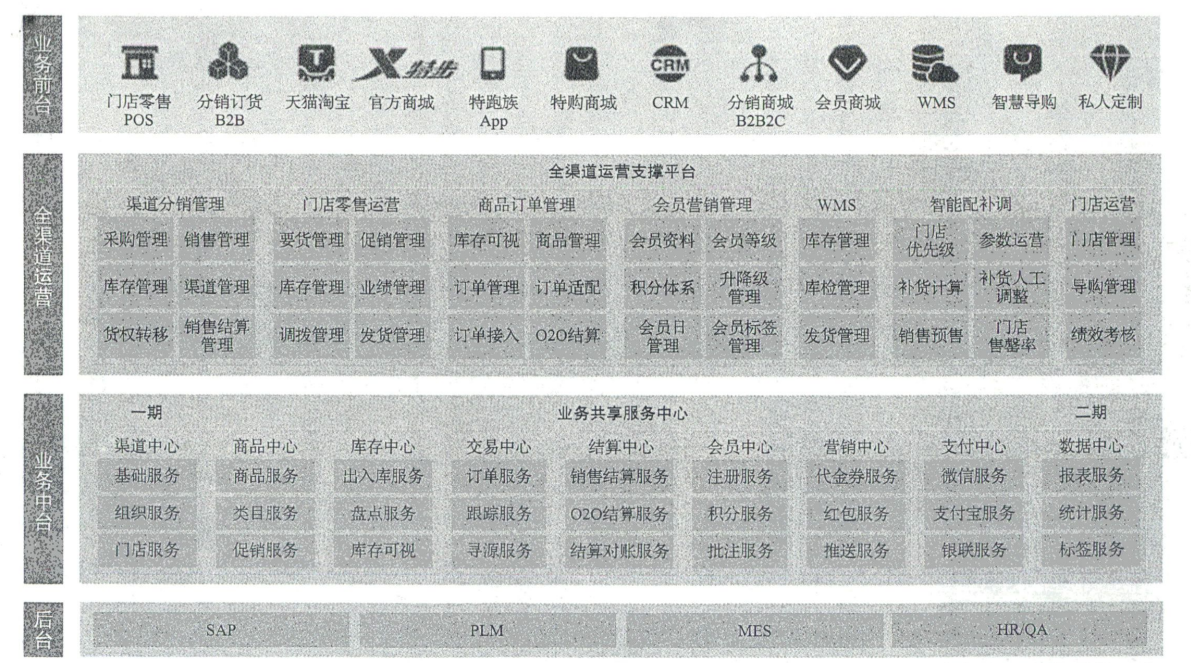 业务前台
T
X 特步
CRM
门店零售
POS
分销订货
B2B
天猫淘宝
官方商城
特跑族
App
特购商城
CRM
分销商城
B2B2C
会员商城
WMS
智慧导购
私人定制
全渠道运营
全渠道运营支撑平台
渠道分销管理 门店零售运营 商品订单管理 会员营销管理 WMS 智能配补调 门店运营
采购管理 销售管理 要货管理 促销管理 库存可视 商品管理 会员资料 会员等级 库存管理 门店
优先级 参数运营 门店管理
库存管理 渠道管理 库存管理 业绩管理 订单管理 订单适配 积分体系 升降级
管理 库检管理 补货计算 补货人工
调整 导购管理
货权转移 销售结算
管理 调拨管理 发货管理 订单接入 O2O结算 会员日
管理 会员标签
管理 发货管理 销售预售 门店
售罄率 绩效考核
业务中台
一期 业务共享服务中心 二期
渠道中心 商品中心 库存中心 交易中心 结算中心 会员中心 营销中心 支付中心 数据中心
基础服务 商品服务 出入库服务 订单服务 销售结算服务 注册服务 代金券服务 微信服务 报表服务
组织服务 类目服务 盘点服务 跟踪服务 O2O结算服务 积分服务 红包服务 支付宝服务 统计服务
门店服务 促销服务 库存可视 寻源服务 结算对账服务 批注服务 推送服务 银联服务 标签服务
后台
SAP PLM MES HR/QA